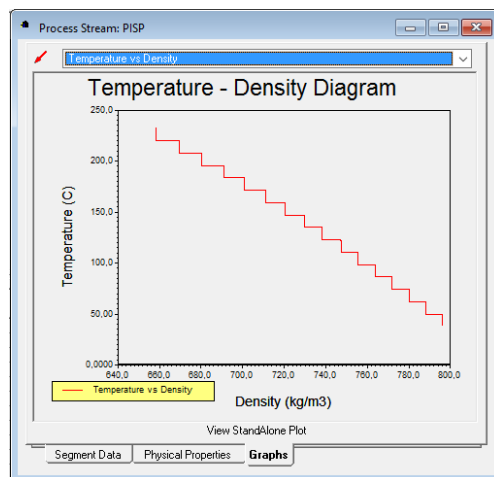 Process Stream: PISP
Temperature vs Density
Temperature - Density Diagram
250,0
200,0
150,0
100,0
50,00
0,0000
Temperature (C)
640,0 660,0 680,0 700,0 720,0 740,0 760,0 780,0 800,0
Temperature vs Density
Density (kg/m3)
View StandAlone Plot
Segment Data Physical Properties Graphs